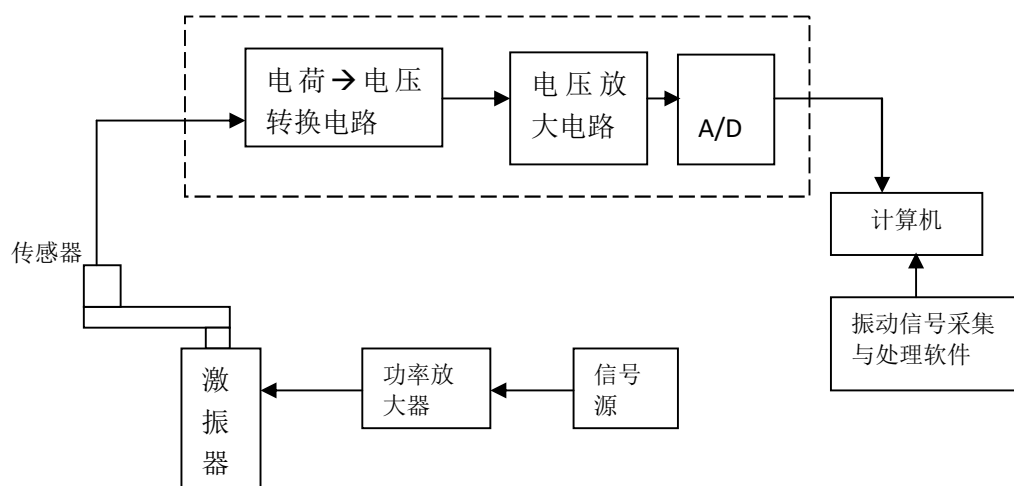 电荷→电压
转换电路
电压放
大电路
A/D
计算机
传感器
振动信号采集
与处理软件
激
振
器
功率放
大器
信号
源